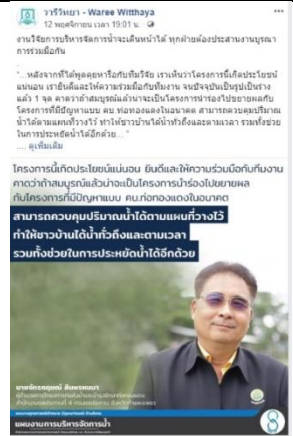 วารีวิทยา - Waree Witthaya
12 พฤศจิกายน เวลา 19:01 น. ·
งานวิจัยการบริหารจัดการน้ำจะเดินหน้าได้ ทุกฝ่ายต้องประสานงานบูรณา
การร่วมมือกัน
.
"...หลังจากที่ได้พูดคุยหารือกับทีมวิจัย เราเห็นว่าโครงการนี้เกิดประโยชน์
แน่นอน เรายินดีและให้ความร่วมมือกับทีมงาน จนปัจจุบันเป็นรูปเป็นร่าง
แล้ว 1 จุด คาดว่าถ้าสมบูรณ์แล้วน่าจะเป็นโครงการนำร่องไปขยายผลกับ
โครงการที่มีปัญหาแบบ คบ.ท่อทองแดงในอนาคต สามารถควบคุมปริมาณ
น้ำได้ตามแผนที่วางไว้ ทำให้ชาวบ้านได้น้ำทั่วถึงและตามเวลา รวมทั้งช่วย
ในการประหยัดน้ำได้อีกด้วย..."
.... ดูเพิ่มเติม
โครงการนี้เกิดประโยชน์แน่นอน ยินดีและให้ความร่วมมือกับทีมงาน
คาดว่าถ้าสมบูรณ์แล้วน่าจะเป็นโครงการนำร่องไปขยายผล
กับโครงการที่มีปัญหาแบบ คบ.ท่อทองแดงในอนาคต
สามารถควบคุมปริมาณน้ำได้ตามแผนที่วางไว้
ทำให้ชาวบ้านได้น้ำทั่วถึงและตามเวลา
รวมทั้งช่วยในการประหยัดน้ำได้อีกด้วย
แผนงานการบริหารจัดการน้ำ